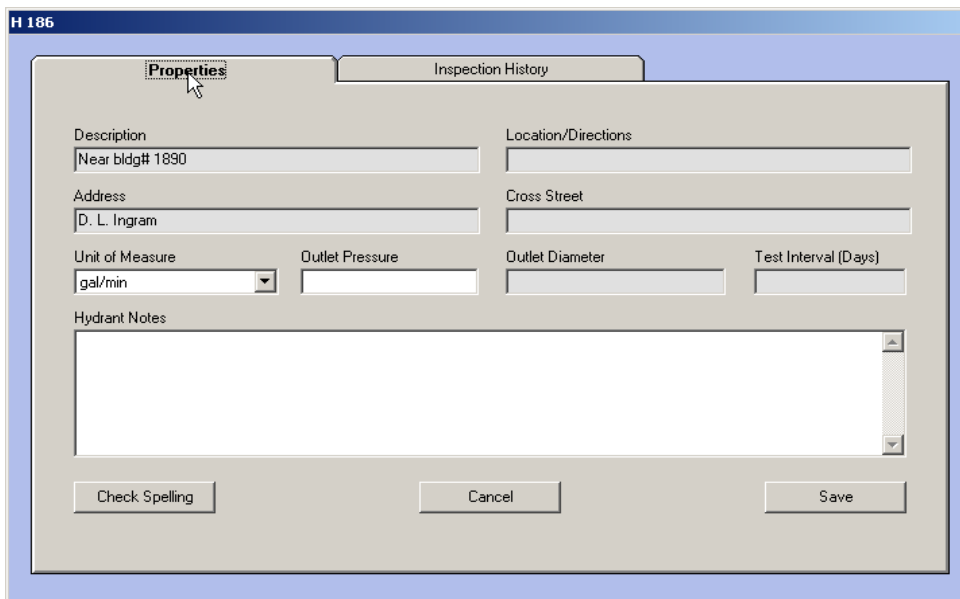 H 186
Properties Inspection History
Description Location/Directions
Near bldg# 1890
Address Cross Street
D. L. Ingram
Unit of Measure Outlet Pressure Outlet Diameter Test Interval (Days)
gal/min
Hydrant Notes
Check Spelling Cancel Save